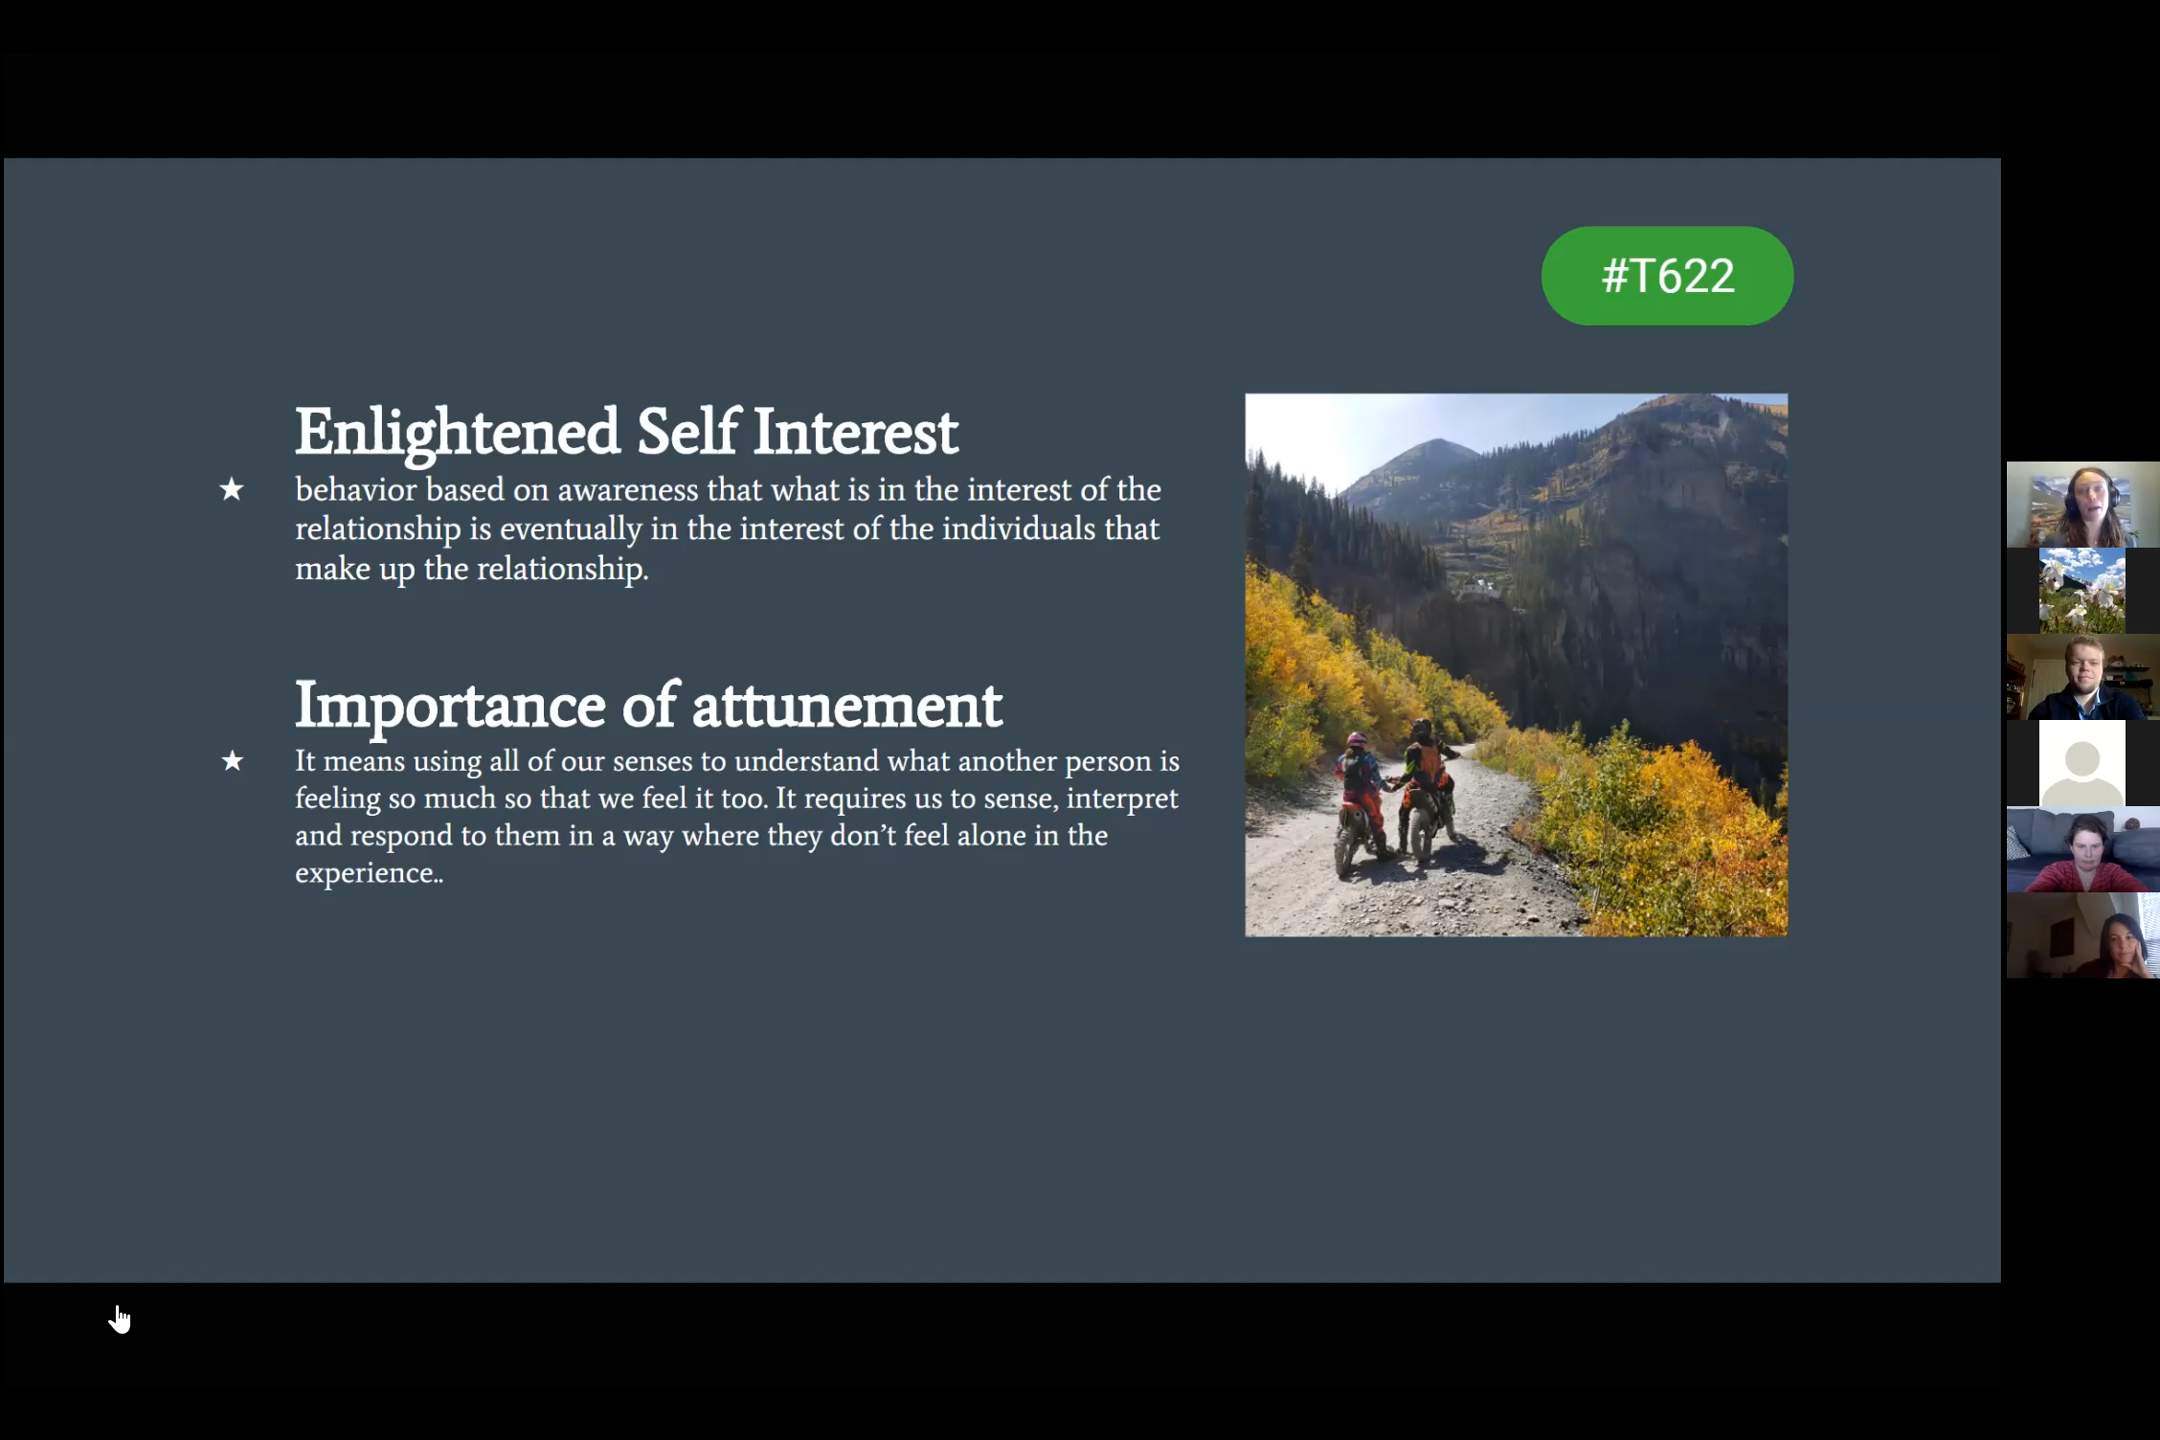 #T622
Enlightened Self Interest
★ behavior based on awareness that what is in the interest of the
relationship is eventually in the interest of the individuals that
make up the relationship.
Importance of attunement
★ It means using all of our senses to understand what another person is
feeling so much so that we feel it too. It requires us to sense, interpret
and respond to them in a way where they don’t feel alone in the
experience..